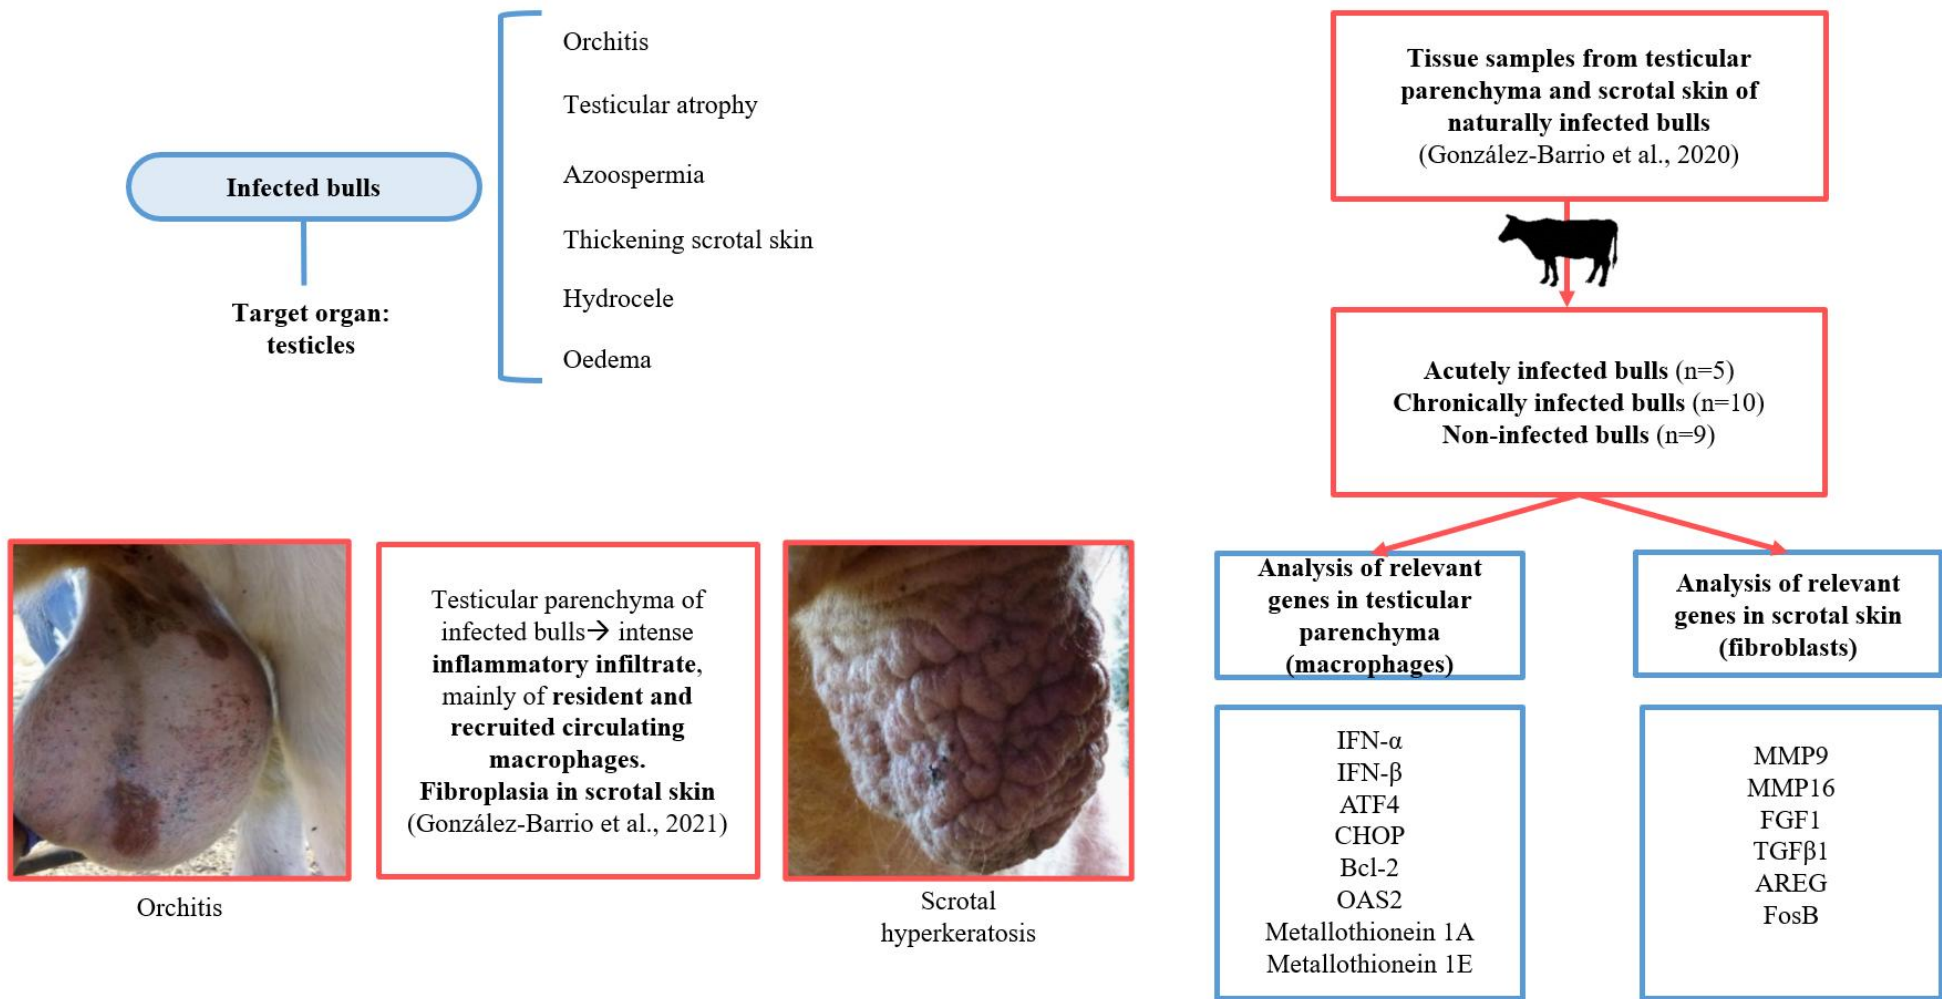 Infected bulls
Target organ:
testicles
Orchitis
Testicular atrophy
Azoospermia
Thickening scrotal skin
Hydrocele
Oedema
Orchitis
Testicular parenchyma of
infected bulls→ intense
inflammatory infiltrate,
mainly of resident and
recruited circulating
macrophages.
Fibroplasia in scrotal skin
(González-Barrio et al., 2021)
Scrotal
hyperkeratosis
Tissue samples from testicular
parenchyma and scrotal skin of
naturally infected bulls
(González-Barrio et al., 2020)
Acutely infected bulls (n=5)
Chronically infected bulls (n=10)
Non-infected bulls (n=9)
Analysis of relevant
genes in testicular
parenchyma
(macrophages)
IFN-α
IFN-β
ATF4
CHOP
Bcl-2
OAS2
Metallothionein 1A
Metallothionein 1E
Analysis of relevant
genes in scrotal skin
(fibroblasts)
MMP9
MMP16
FGF1
TGFβ1
AREG
FosB